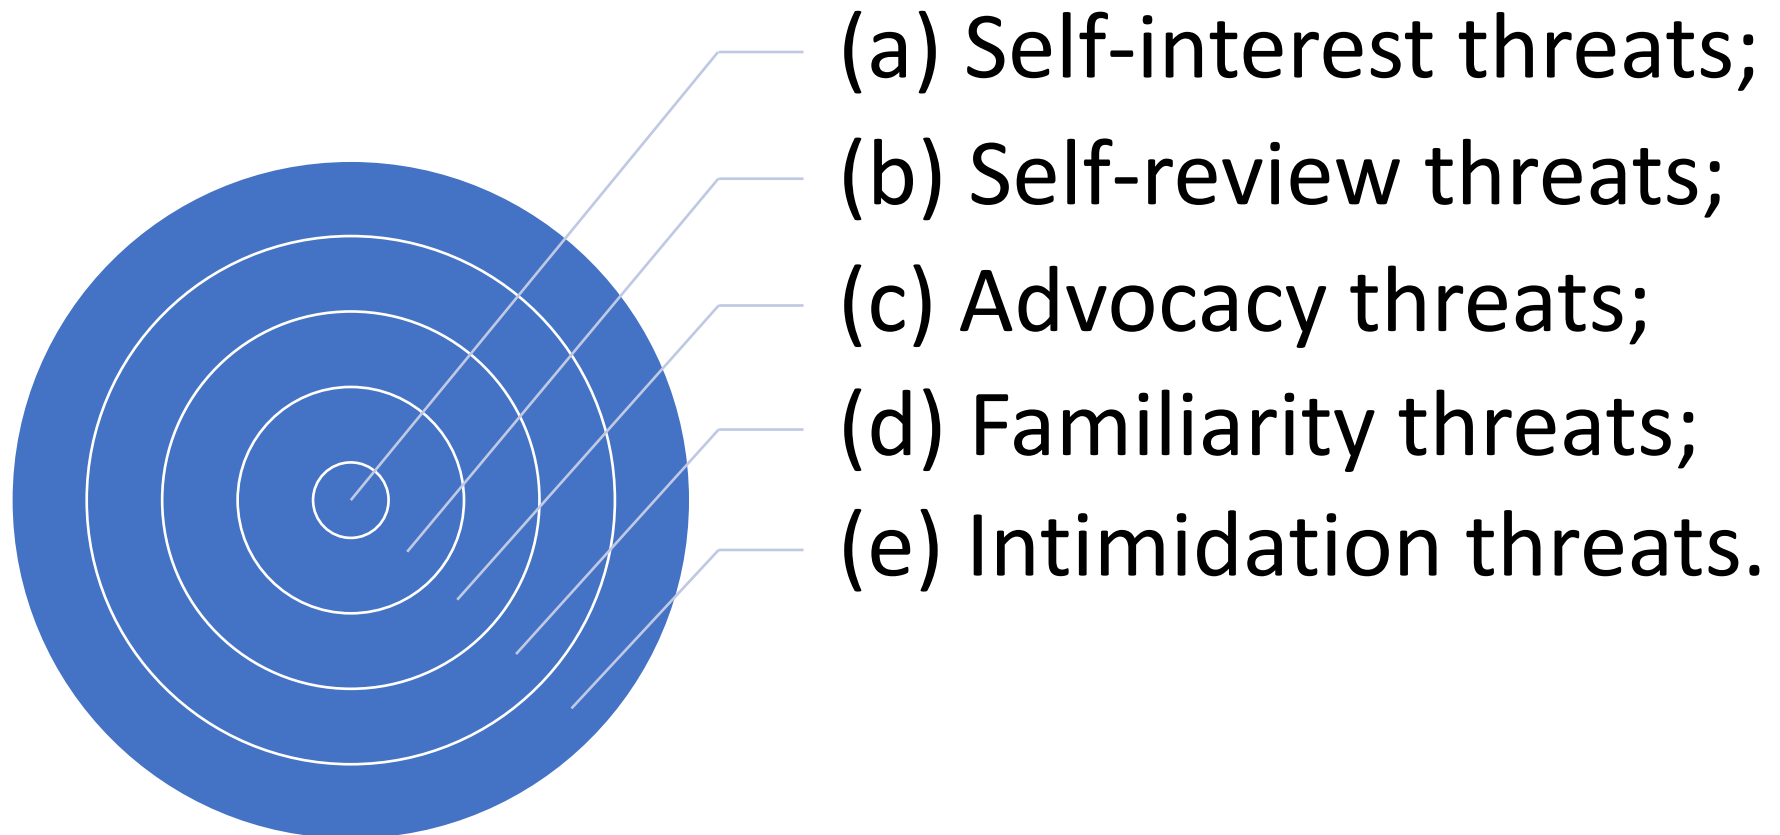 (a) Self-interest threats;
(b) Self-review threats;
(c) Advocacy threats;
(d) Familiarity threats;
(e) Intimidation threats.